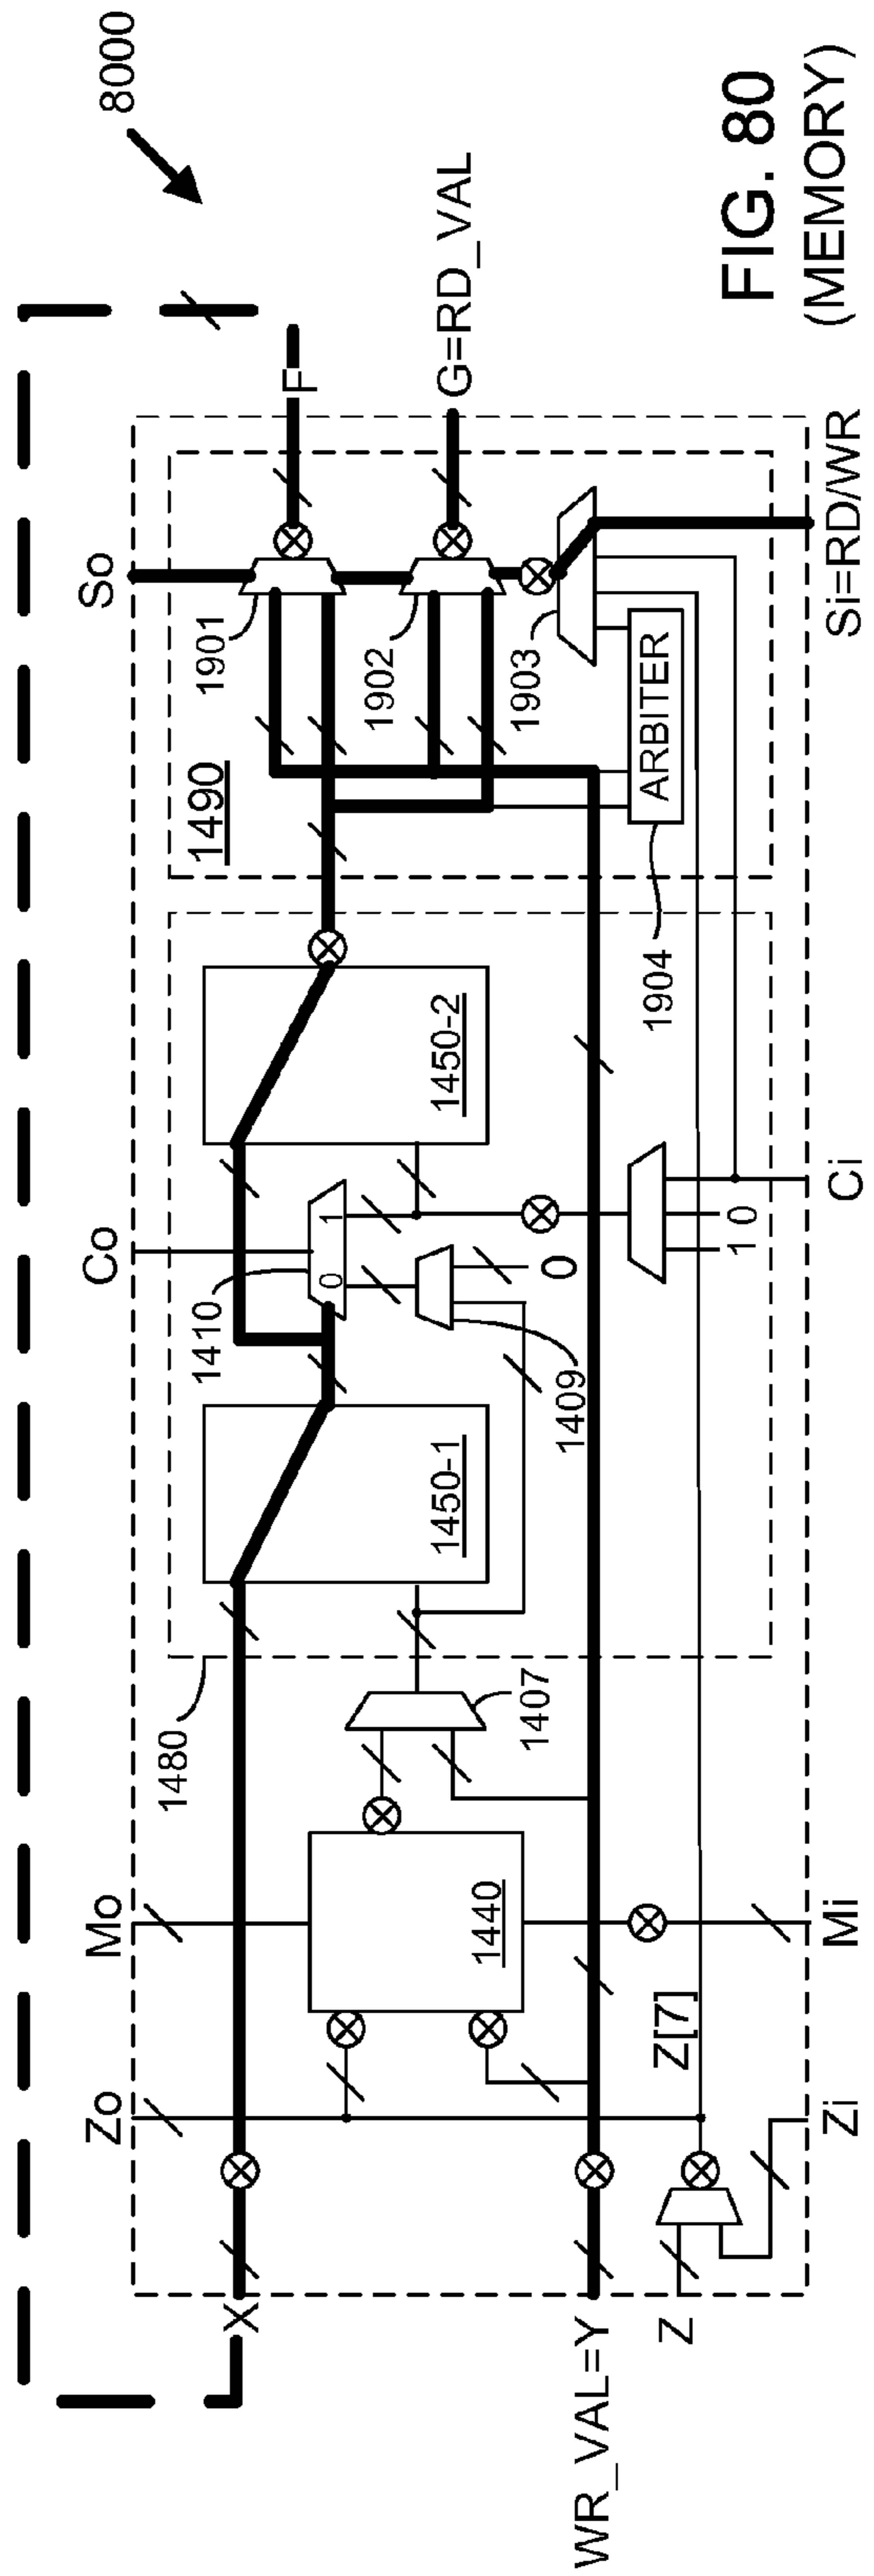 8000
So
Co
Mo
Zo
F
G=RD_VAL
1901
1902
1903
1490
ARBITER
1904
1450-2
1410
0
1
0
1409
1 0
1450-1
1480
1407
1440
Z[7]
X
WR_VAL=Y
Z
Zi
Mi
Ci
Si=RD/WR
FIG. 80
(MEMORY)